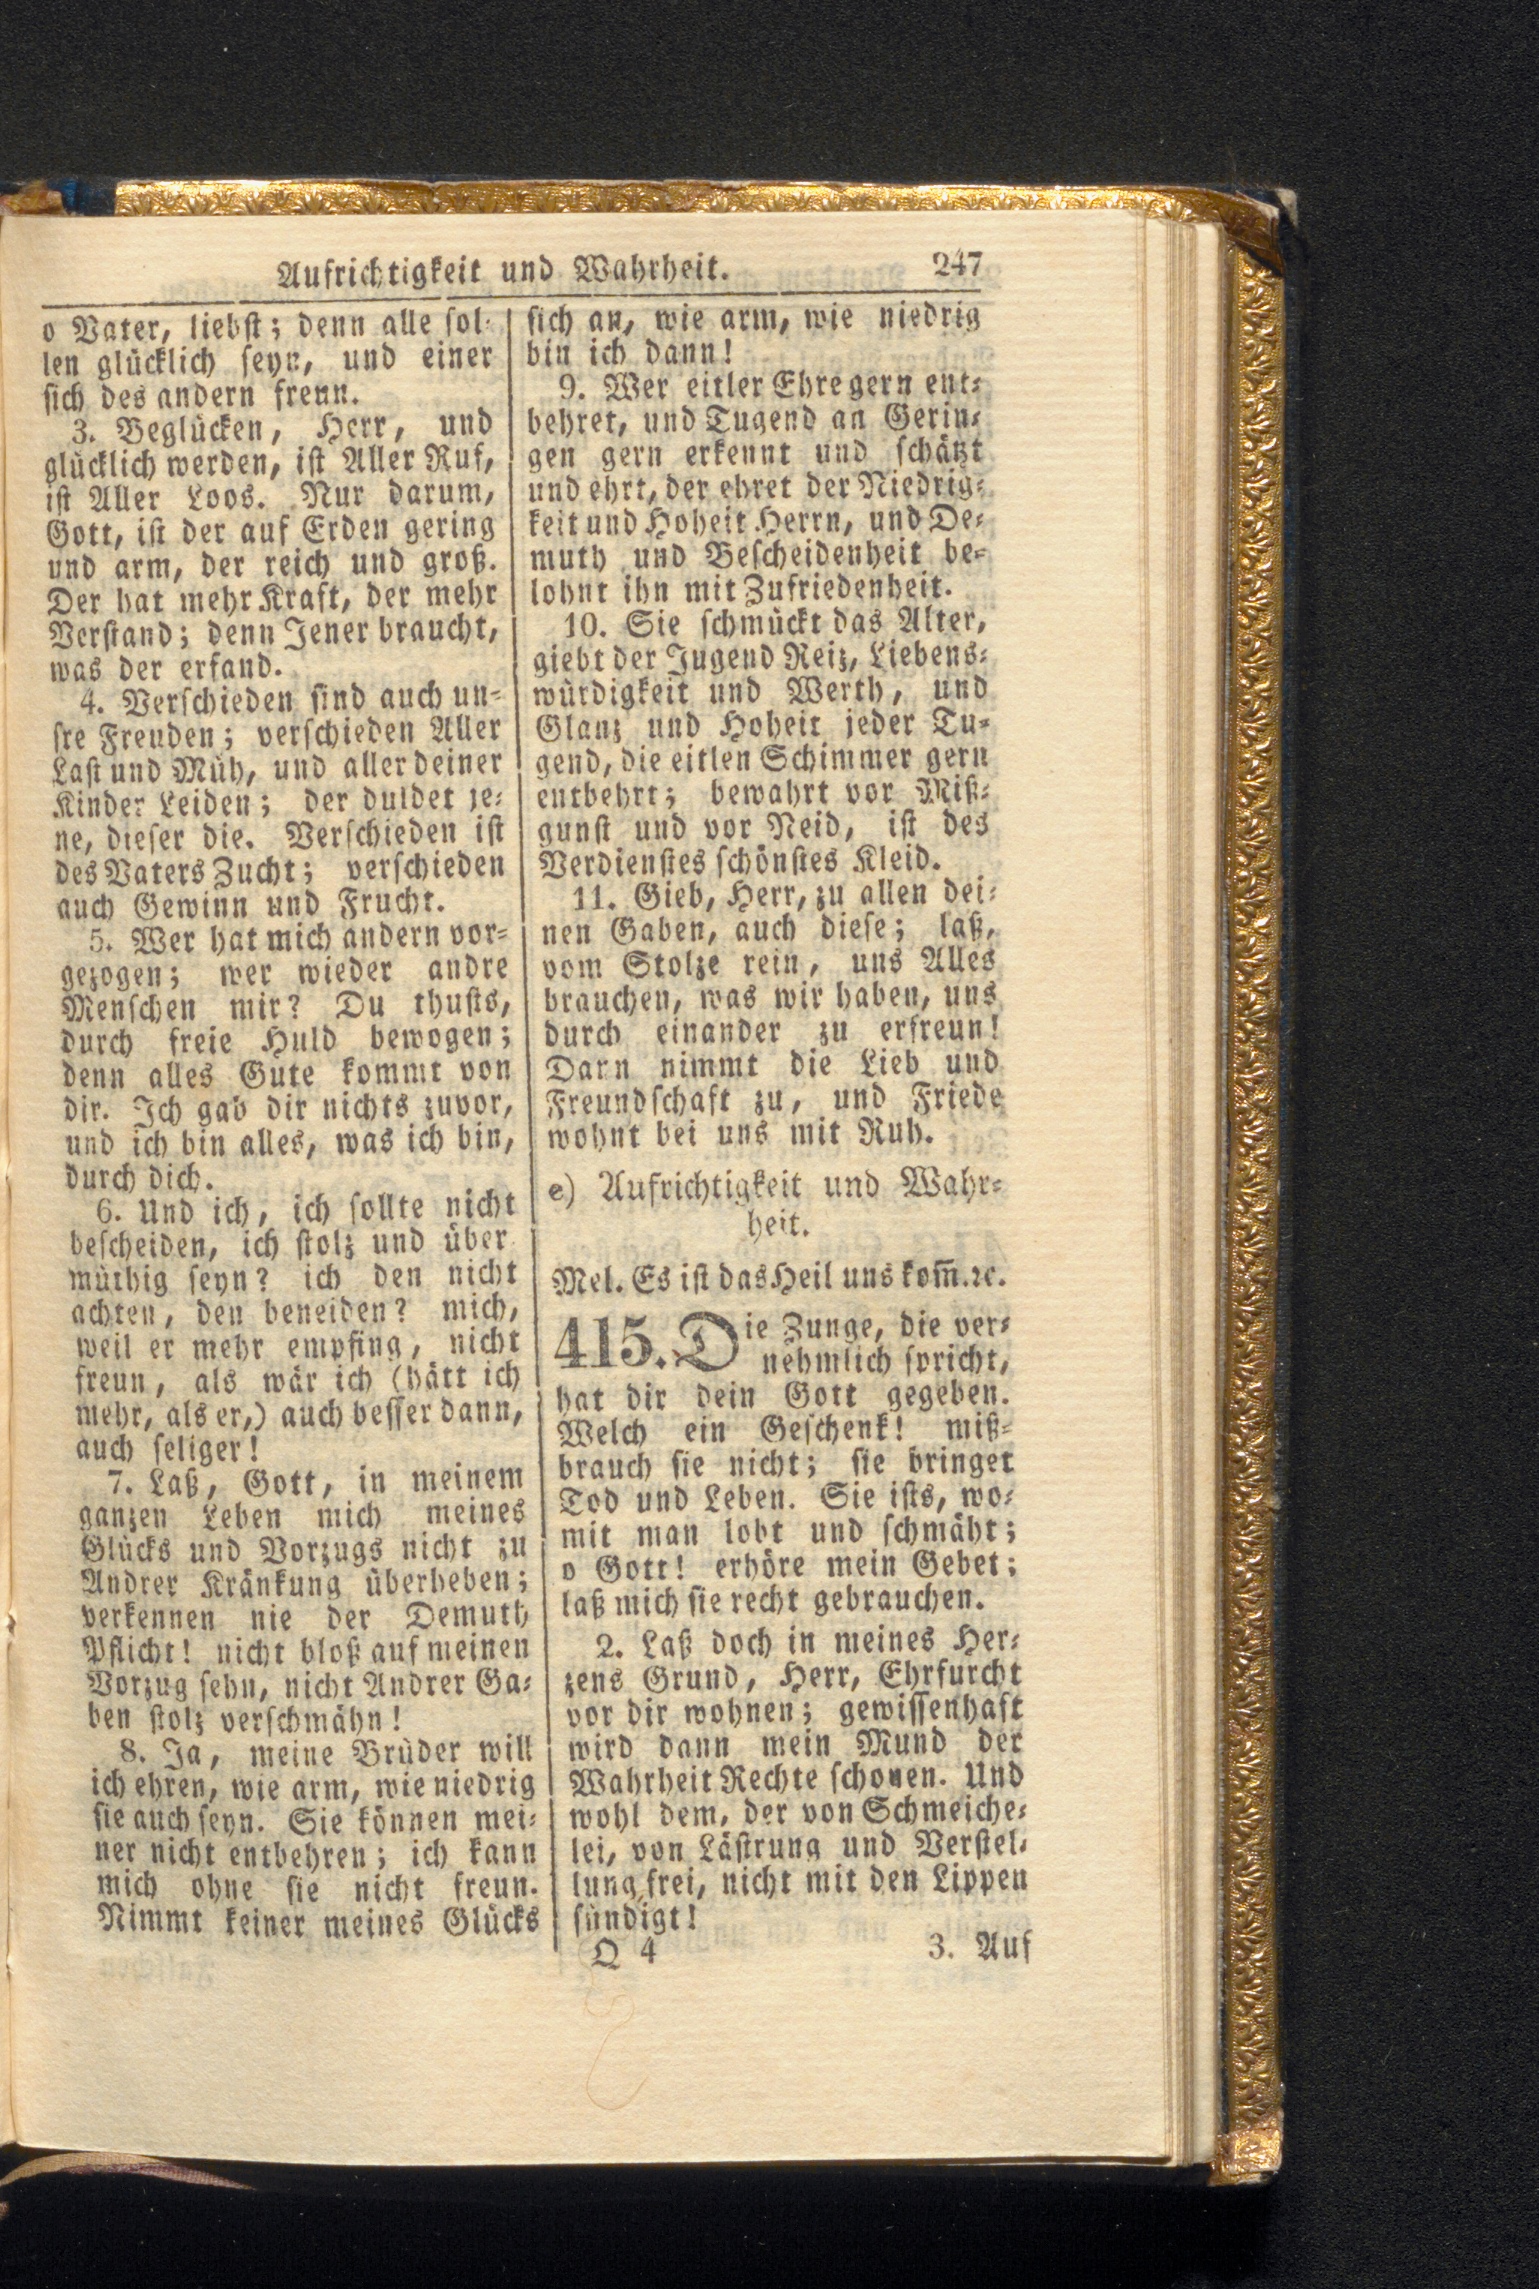 Aufrichtigkeit und Wahrheit. 247
o Vater, liebst; denn alle sol-
len glücklich seyn, und einer
sich des andern freun.
3. Beglücken, Herr, und
glücklich werden, ist Aller Ruf,
ist Aller Loos. Nur darum,
Gott, ist der auf Erden gering
und arm, der reich und groß.
Der hat mehr Kraft, der mehr
Verstand; denn Jener braucht,
was der erfand.
4. Verschieden sind auch un-
sre Freuden; verschieden Aller
Last und Müh, und aller deiner
Kinder Leiden; der duldet je-
ne, dieser die. Verschieden ist
des Vaters Zucht; verschieden
auch Gewinn und Frucht.
5. Wer hat mich andern vor-
gezogen; wer wieder andre
Menschen mir? Du thusts,
durch freie Huld bewogen;
denn alles Gute kommt von
dir. Ich gab dir nichts zuvor,
und ich bin alles, was ich bin,
durch dich.
6. Und ich, ich sollte nicht
bescheiden, ich stolz und über
müthig seyn? ich den nicht
achten, den beneiden? mich,
weil er mehr empfing, nicht
freun, als wär ich (hätt ich
mehr, als er,) auch besser dann,
auch seliger!
7. Laß, Gott, in meinem
ganzen Leben mich meines
Glücks und Vorzugs nicht zu
Andrer Kränkung überheben;
verkennen nie der Demuth
Pflicht! nicht bloß auf meinen
Vorzug sehn, nicht Andrer Ga-
ben stolz verschmähn!
8. Ja, meine Brüder will
ich ehren, wie arm, wie niedrig
sie auch seyn. Sie können mei-
ner nicht entbehren; ich kann
mich ohne sie nicht freun.
Nimmt keiner meines Glücks
sich an, wie arm, wie niedrig
bin ich dann!
9. Wer eitler Ehre gern ent-
behret, und Tugend an Gerin-
gen gern erkennt und schätzt
und ehrt, der ehret der Niedrig-
keit und Hoheit Herrn, und De-
muth und Bescheidenheit be-
lohnt ihn mit Zufriedenheit.
10. Sie schmückt das Alter,
giebt der Jugend Reiz, Liebens-
würdigkeit und Werth, und
Glanz und Hoheit jeder Tu-
gend, die eitlen Schimmer gern
entbehrt; bewahrt vor Miß-
gunst und vor Neid, ist des
Verdienstes schönstes Kleid.
11. Gieb, Herr, zu allen dei-
nen Gaben, auch diese; laß,
vom Stolze rein, uns Alles
brauchen, was wir haben, uns
durch einander zu erfreun!
Darn nimmt die Lieb und
Freundschaft zu, und Friede
wohnt bei uns mit Ruh.
e) Aufrichtigkeit und Wahr-
heit.
Mel. Es ist das Heil uns kom̅. ꝛc.
415. Die Zunge, die ver-
nehmlich spricht,
hat dir dein Gott gegeben.
Welch ein Geschenk! miß-
brauch sie nicht; sie bringet
Tod und Leben. Sie ists, wo-
mit man lobt und schmäht;
o Gott! erhöre mein Gebet;
laß mich sie recht gebrauchen.
2. Laß doch in meines Her-
zens Grund, Herr, Ehrfurcht
vor dir wohnen; gewissenhaft
wird dann mein Mund der
Wahrheit Rechte schonen. Und
wohl dem, der von Schmeiche-
lei, von Lästrung und Verstel-
lung frei, nicht mit den Lippen
sündigt!
Q 4 3. Auf